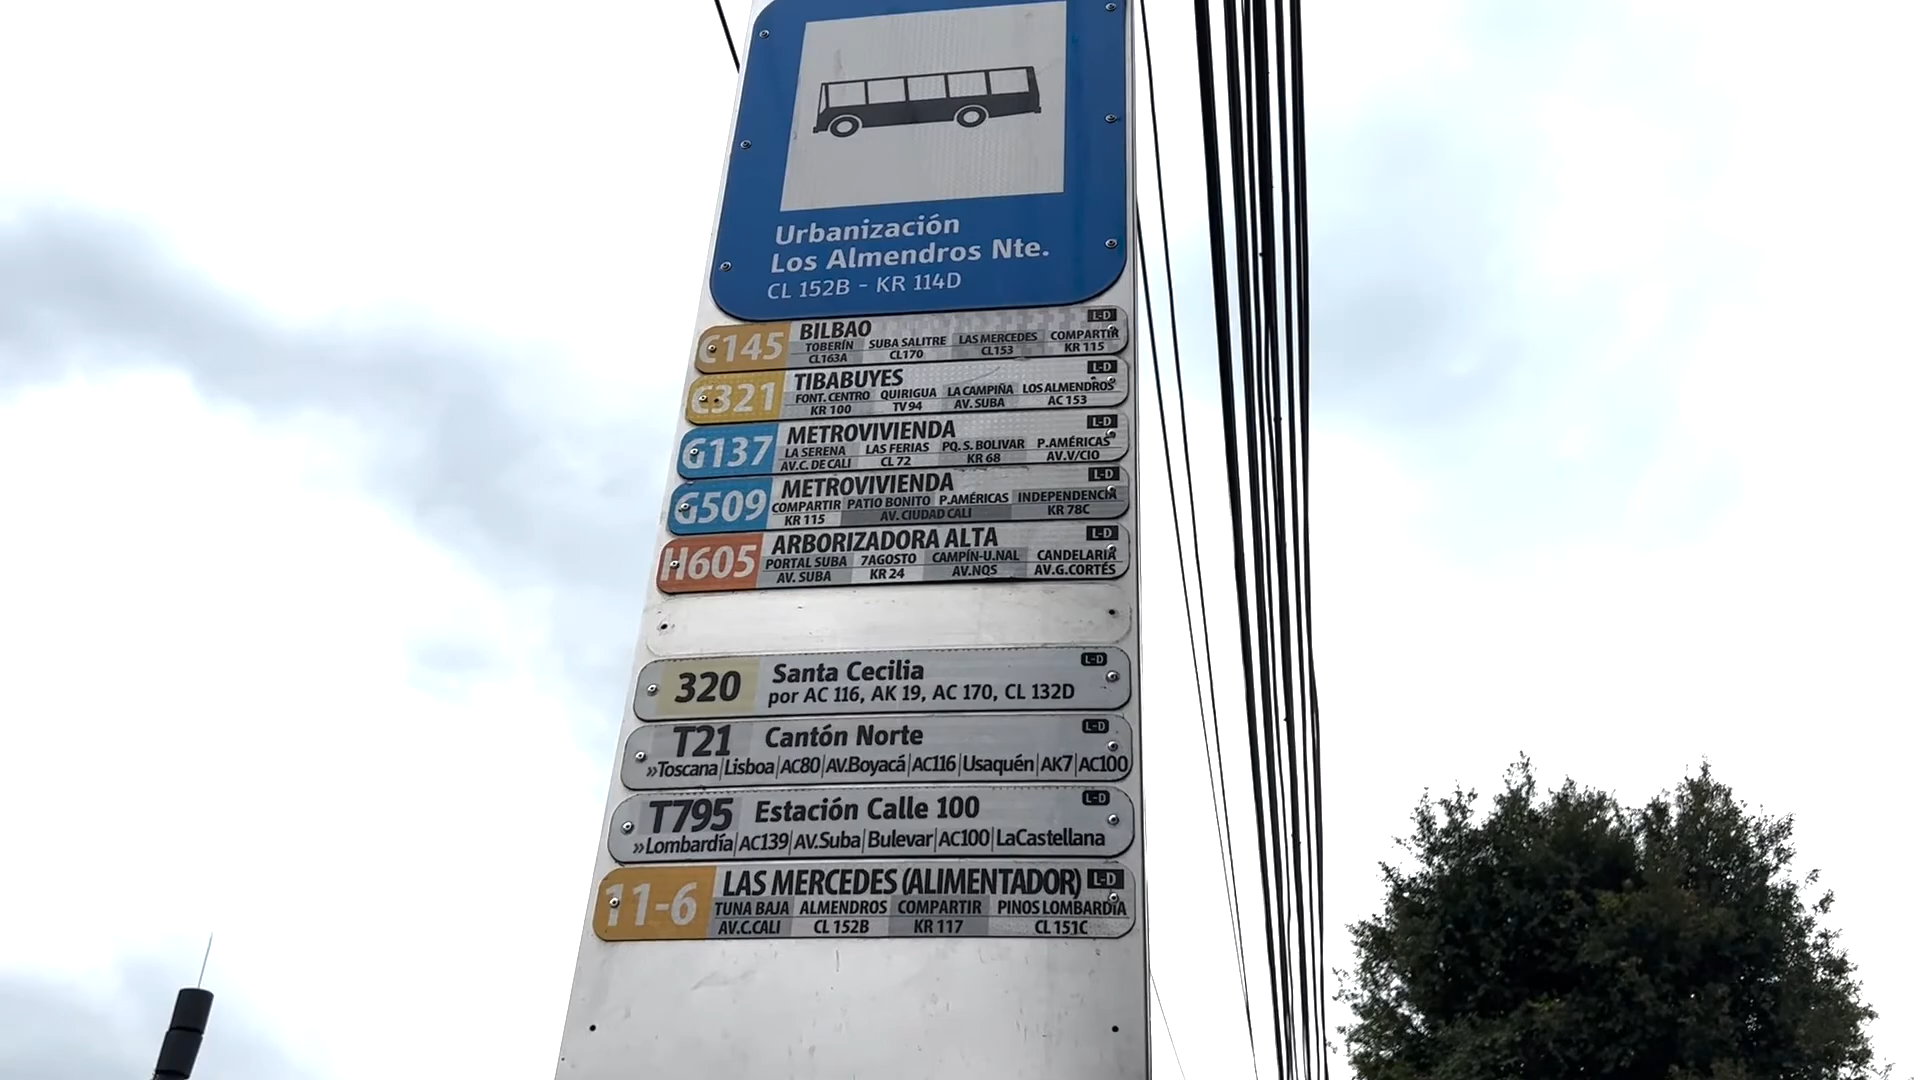 Urbanización
Los Almendros Nte.
CL 152B - KR 114D
C145 BILBAO L-D
TOBERÍN SUBA SALITRE LAS MERCEDES COMPARTIR
CL163A CL170 CL153 KR 115
C321 TIBABUYES L-D
FONT. CENTRO QUIRIGUA LA CAMPIÑA LOS ALMENDROS
KR 100 TV 94 AV. SUBA AC 153
G137 METROVIVIENDA L-D
LA SERENA LAS FERIAS PQ. S. BOLIVAR P.AMÉRICAS
AV.C. DE CALI CL 72 KR 68 AV.V/CIO
G509 METROVIVIENDA L-D
COMPARTIR PATIO BONITO P.AMÉRICAS INDEPENDENCIA
KR 115 AV. CIUDAD CALI KR 78C
H605 ARBORIZADORA ALTA L-D
PORTAL SUBA 7AGOSTO CAMPÍN-U.NAL CANDELARIA
AV. SUBA KR 24 AV.NQS AV.G.CORTÉS
320 Santa Cecilia L-D
por AC 116, AK 19, AC 170, CL 132D
T21 Cantón Norte L-D
»Toscana|Lisboa|AC80|AV.Boyacá|AC116|Usaquén|AK7|AC100
T795 Estación Calle 100 L-D
»Lombardía|AC139|AV.Suba|Bulevar|AC100|LaCastellana
11-6 LAS MERCEDES (ALIMENTADOR) L-D
TUNA BAJA ALMENDROS COMPARTIR PINOS LOMBARDÍA
AV.C.CALI CL 152B KR 117 CL 151C